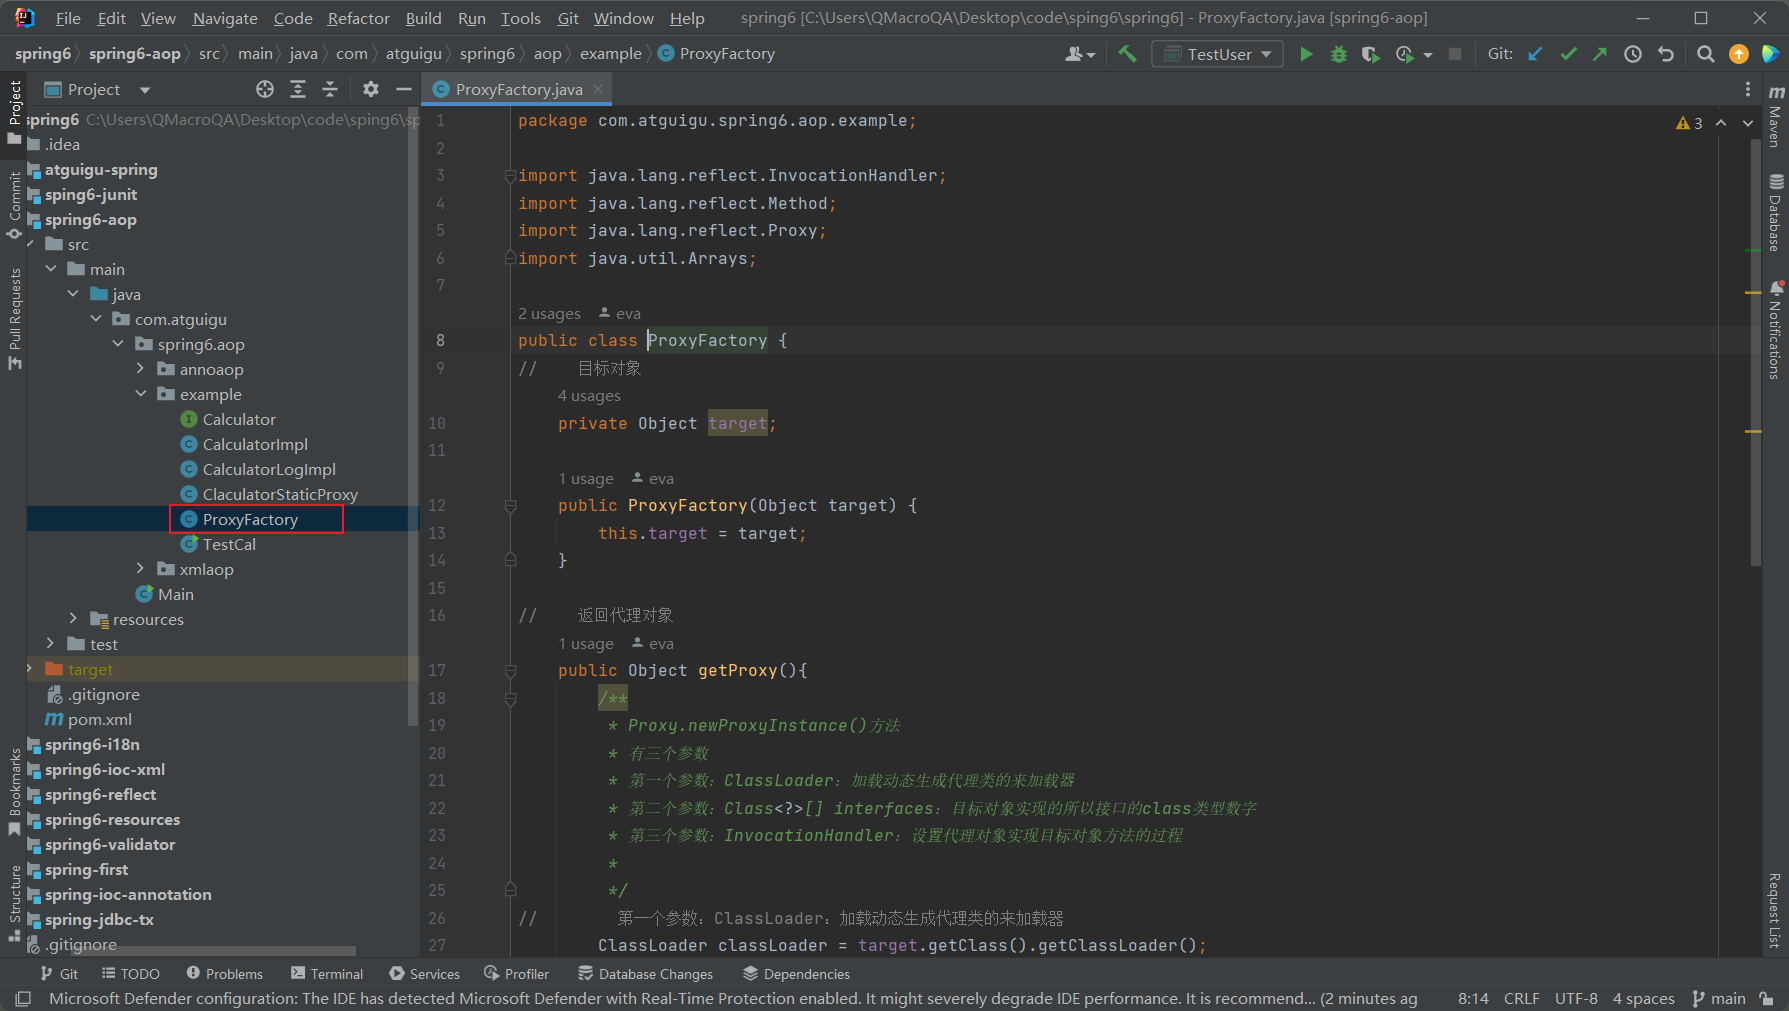 File Edit View Navigate Code Refactor Build Run Tools Git Window Help spring6 [C:\Users\QMacroQA\Desktop\code\sping6\spring6] - ProxyFactory.java [spring6-aop]
spring6 spring6-aop src main java com atguigu spring6 aop example ProxyFactory TestUser Git:
Project
ProxyFactory.java
spring6 C:\Users\QMacroQA\Desktop\code\sping6\sp
.idea
atguigu-spring
sping6-junit
spring6-aop
src
main
java
com.atguigu
spring6.aop
annoaop
example
Calculator
CalculatorImpl
CalculatorLogImpl
ClaculatorStaticProxy
ProxyFactory
TestCal
xmlaop
Main
resources
test
target
.gitignore
pom.xml
spring6-i18n
spring6-ioc-xml
spring6-reflect
spring6-resources
spring6-validator
spring-first
spring-ioc-annotation
spring-jdbc-tx
.gitignore
Project
Commit
Pull Requests
Bookmarks
Structure
3
1 package com.atguigu.spring6.aop.example;
2
3 import java.lang.reflect.InvocationHandler;
4 import java.lang.reflect.Method;
5 import java.lang.reflect.Proxy;
6 import java.util.Arrays;
7
2 usages eva
8 public class ProxyFactory {
9 // 目标对象
4 usages
10 private Object target;
11
1 usage eva
12 public ProxyFactory(Object target) {
13 this.target = target;
14 }
15
16 // 返回代理对象
1 usage eva
17 public Object getProxy(){
18 /**
19 * Proxy.newProxyInstance()方法
20 * 有三个参数
21 * 第一个参数：ClassLoader：加载动态生成代理类的来加载器
22 * 第二个参数：Class<?>[] interfaces：目标对象实现的所以接口的class类型数字
23 * 第三个参数：InvocationHandler：设置代理对象实现目标对象方法的过程
24 *
25 */
26 // 第一个参数：ClassLoader：加载动态生成代理类的来加载器
27 ClassLoader classLoader = target.getClass().getClassLoader();
m
Maven
Database
Notifications
Request List
Git TODO Problems Terminal Services Profiler Database Changes Dependencies
Microsoft Defender configuration: The IDE has detected Microsoft Defender with Real-Time Protection enabled. It might severely degrade IDE performance. It is recommend... (2 minutes ag 8:14 CRLF UTF-8 4 spaces main